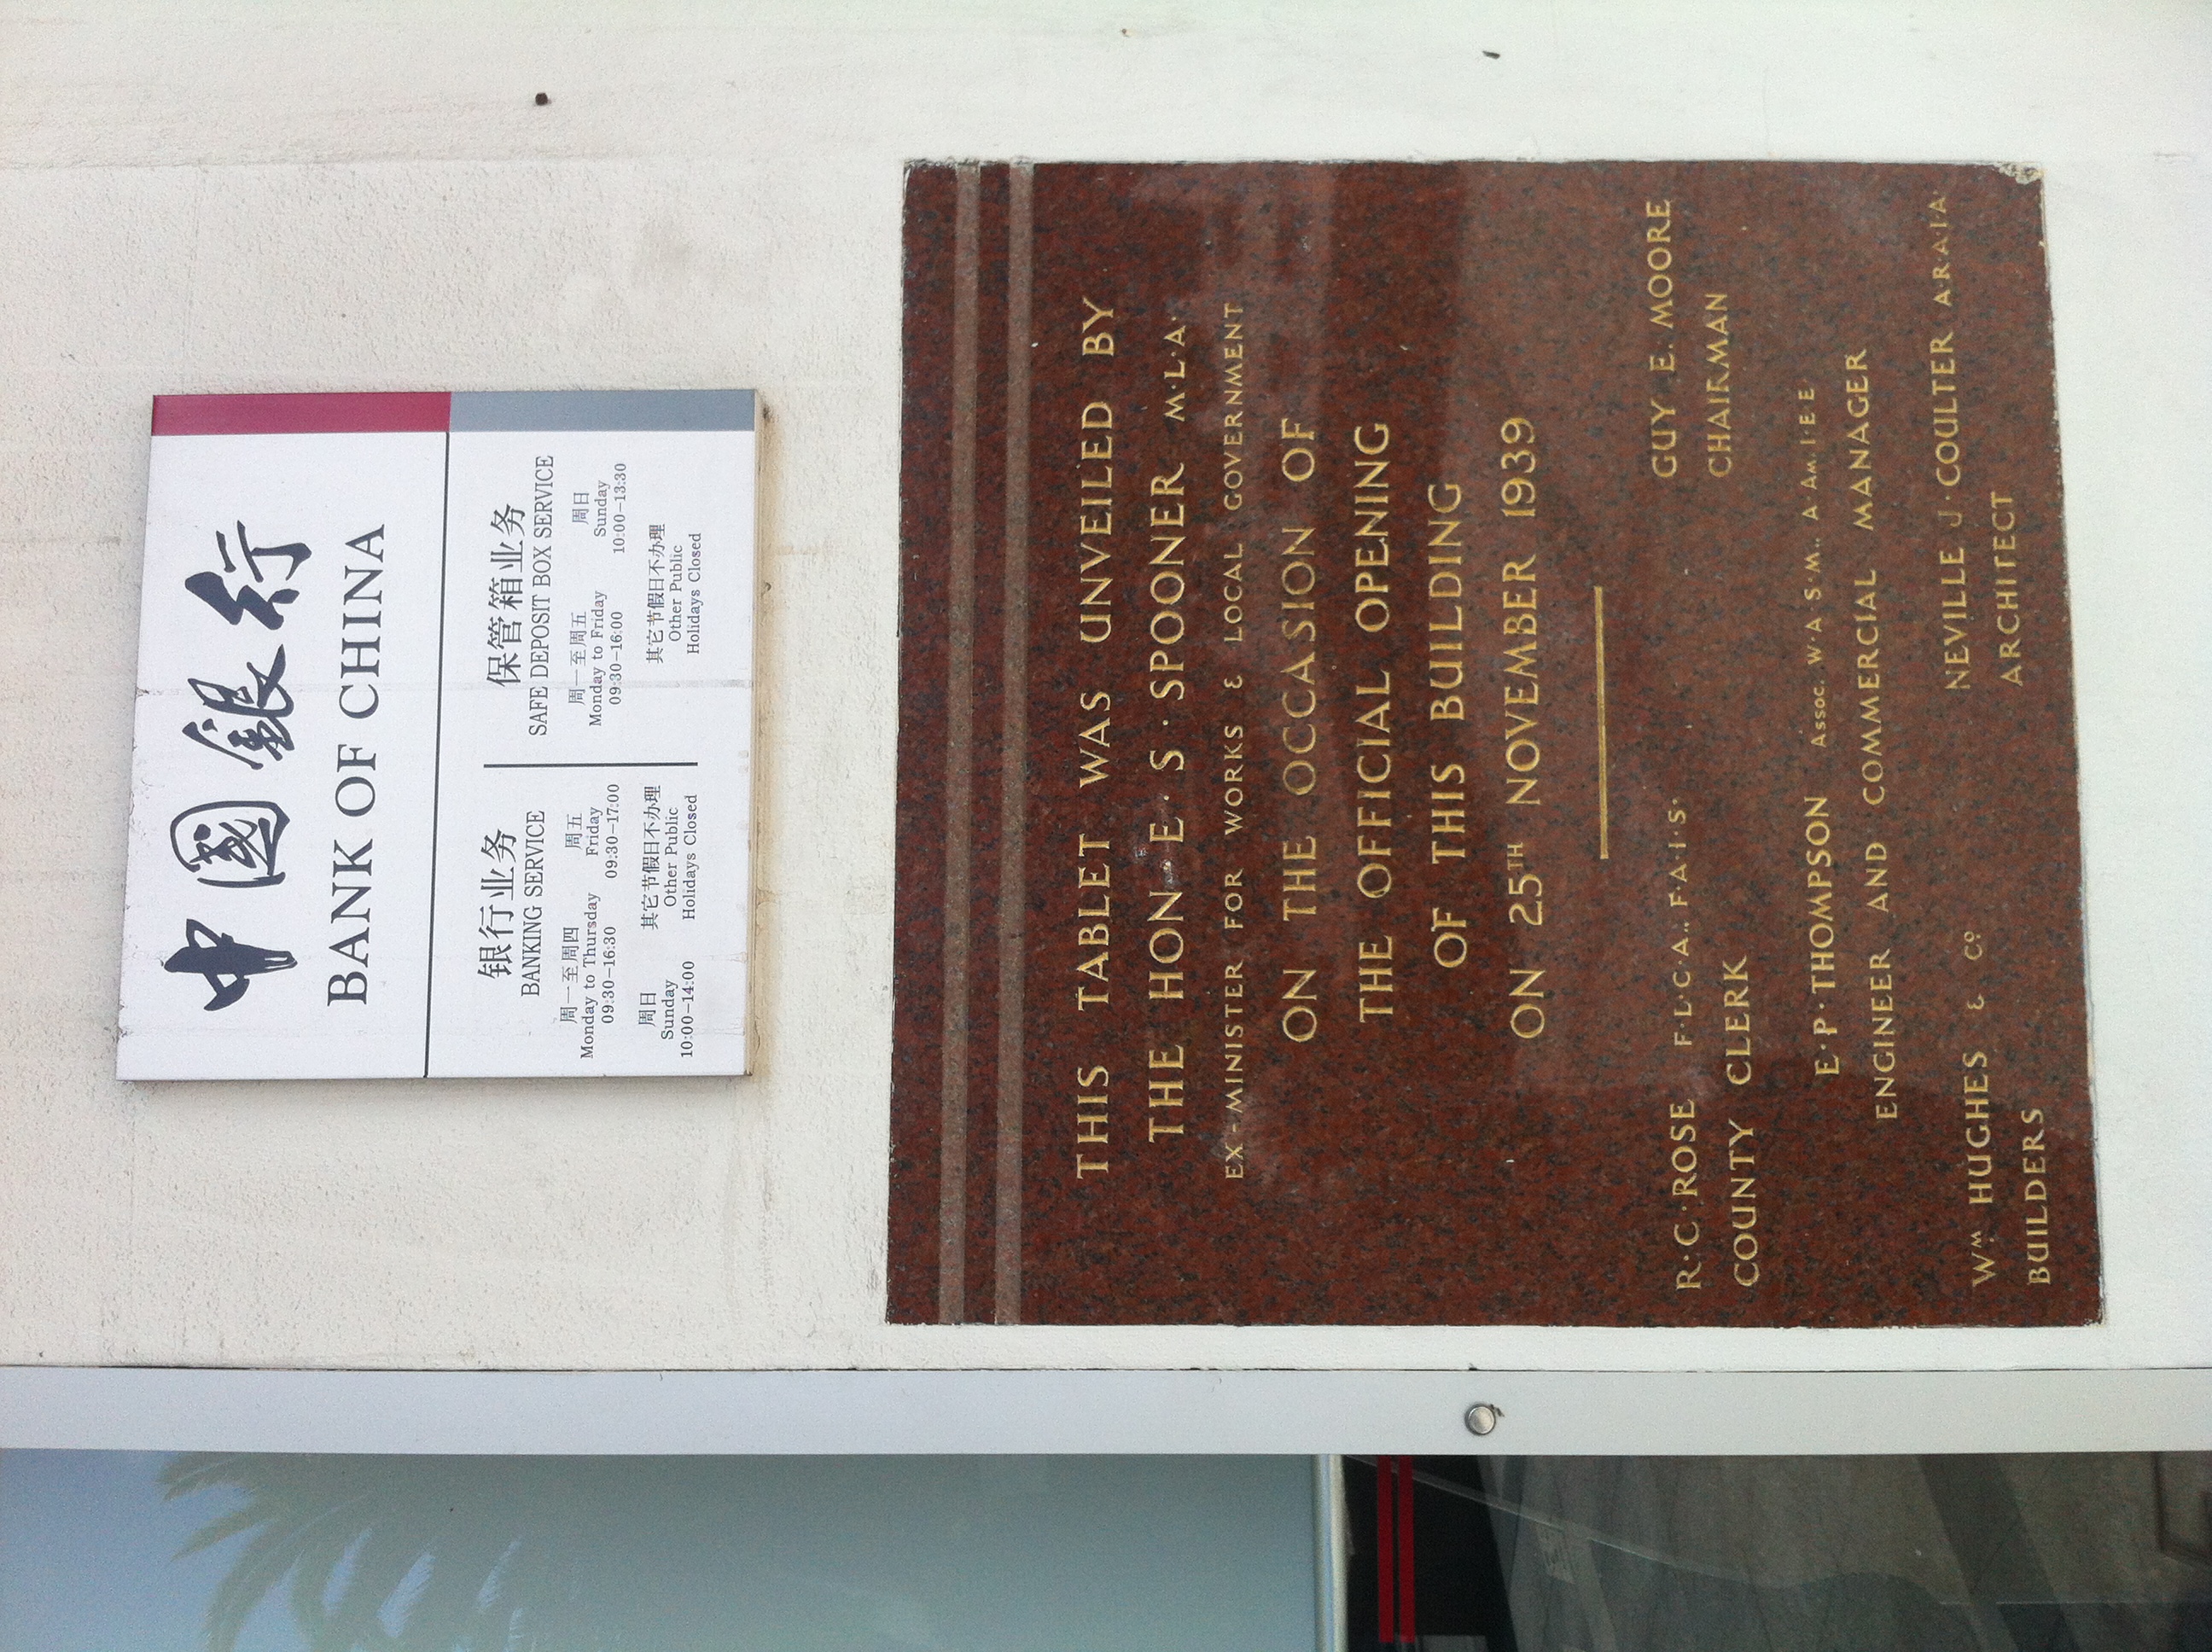 中國銀行
BANK OF CHINA
银行业务
BANKING SERVICE
周一至周四
Monday to Thursday
09:30-16:30
周五
Friday
09:30-17:00
周日
Sunday
10:00-14:00
其它节假日不办理
Other Public
Holidays Closed
保管箱业务
SAFE DEPOSIT BOX SERVICE
周一至周五
Monday to Friday
09:30-16:00
周日
Sunday
10:00-13:30
其它节假日不办理
Other Public
Holidays Closed
THIS TABLET WAS UNVEILED BY
THE HON· E· S· SPOONER M·L·A·
EX-MINISTER FOR WORKS & LOCAL GOVERNMENT
ON THE OCCASION OF
THE OFFICIAL OPENING
OF THIS BUILDING
ON 25TH NOVEMBER 1939
GUY E. MOORE
CHAIRMAN
R·C·ROSE F·L·C·A., F·A·I·S·
COUNTY CLERK
E·P·THOMPSON Assoc. W·A·S·M., A·AM.I·E·E
ENGINEER AND COMMERCIAL MANAGER
NEVILLE J·COULTER A·R·A·I·A·
ARCHITECT
WM HUGHES & CO
BUILDERS